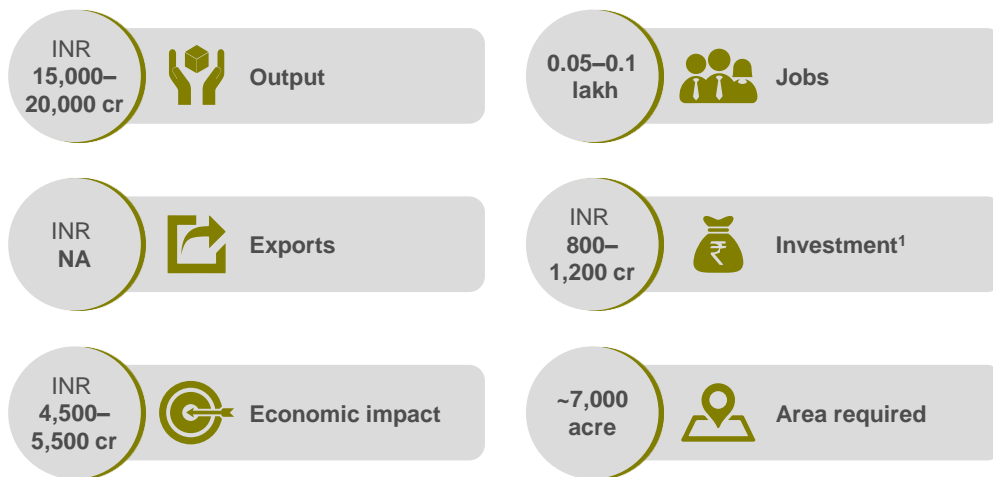 INR
15,000–
20,000 cr
Output
0.05–0.1
lakh
Jobs
INR
NA
Exports
INR
800–
1,200 cr
₹
Investment¹
INR
4,500–
5,500 cr
Economic impact
~7,000
acre
Area required